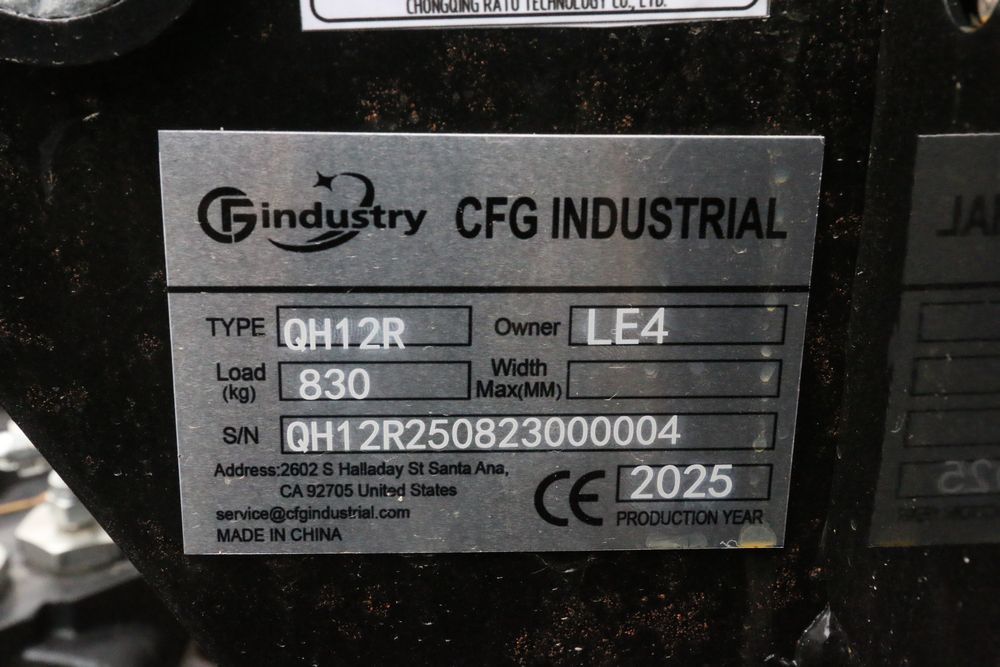 CHONGQING RATO TECHNOLOGY CO., LTD.
CFG industry CFG INDUSTRIAL
TYPE QH12R Owner LE4
Load (kg) 830 Width Max(MM)
S/N QH12R250823000004
Address:2602 S Halladay St Santa Ana,
CA 92705 United States
service@cfgindustrial.com
MADE IN CHINA
CE 2025
PRODUCTION YEAR